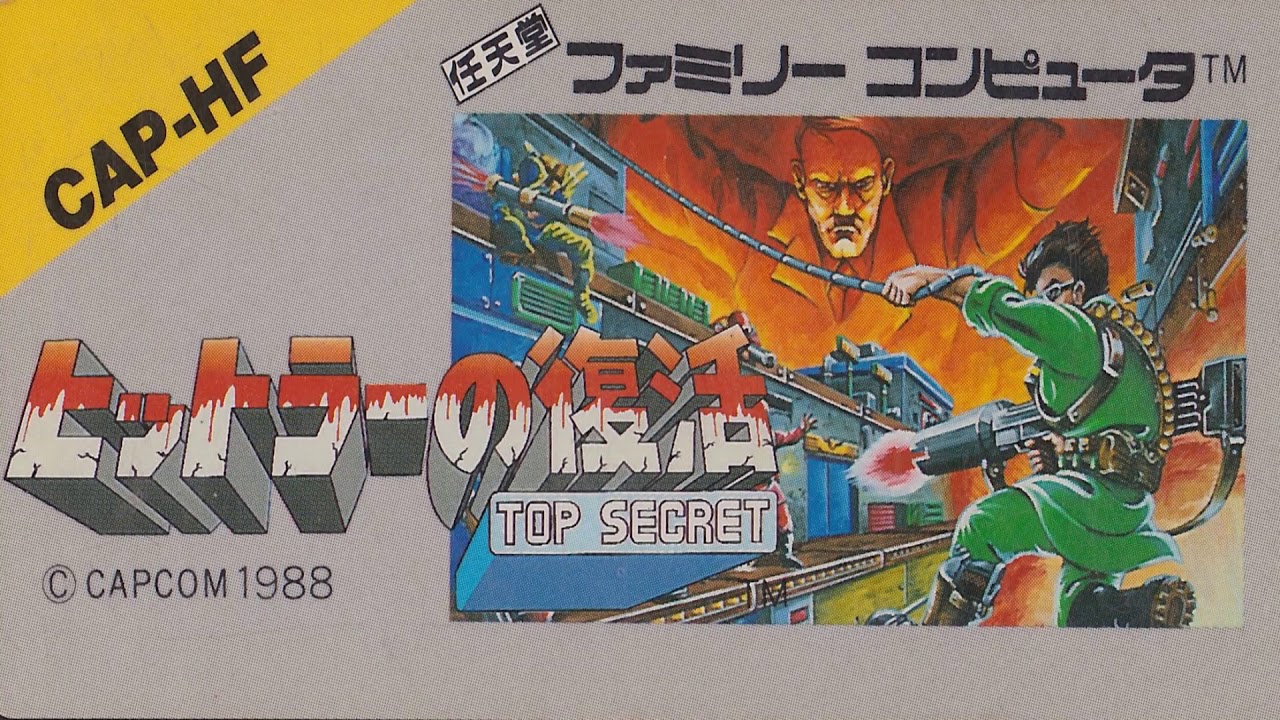 CAP-HF
任天堂
ファミリー コンピュータ™
ヒットラーの復活
TOP SECRET
©CAPCOM 1988
M